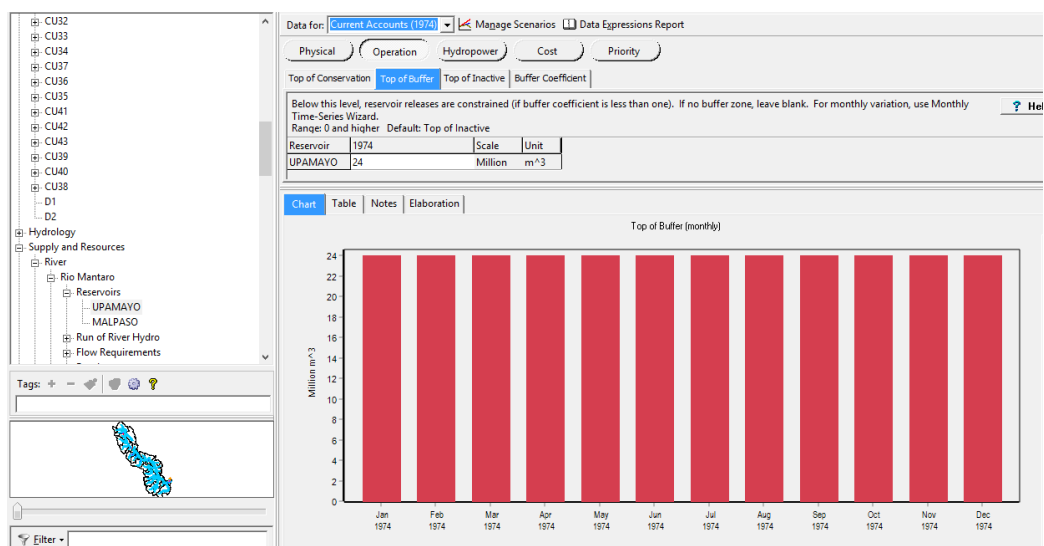 CU32
CU33
CU34
CU37
CU36
CU35
CU41
CU42
CU43
CU39
CU40
CU38
D1
D2
Hydrology
Supply and Resources
River
Rio Mantaro
Reservoirs
UPAMAYO
MALPASO
Run of River Hydro
Flow Requirements
Tags:
Filter
Data for: Current Accounts (1974) Manage Scenarios Data Expressions Report
Physical Operation Hydropower Cost Priority
Top of Conservation Top of Buffer Top of Inactive Buffer Coefficient
Below this level, reservoir releases are constrained (if buffer coefficient is less than one). If no buffer zone, leave blank. For monthly variation, use Monthly
Time-Series Wizard.
Range: 0 and higher Default: Top of Inactive
? Hel
Reservoir 1974 Scale Unit
UPAMAYO 24 Million m^3
Chart Table Notes Elaboration
Top of Buffer (monthly)
Million m^3
24
22
20
18
16
14
12
10
8
6
4
2
0
Jan Feb Mar Apr May Jun Jul Aug Sep Oct Nov Dec
1974 1974 1974 1974 1974 1974 1974 1974 1974 1974 1974 1974